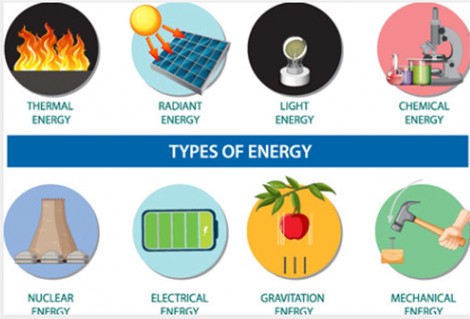 THERMAL
ENERGY
RADIANT
ENERGY
LIGHT
ENERGY
CHEMICAL
ENERGY
TYPES OF ENERGY
NUCLEAR
ENERGY
ELECTRICAL
ENERGY
GRAVITATION
ENERGY
MECHANICAL
ENERGY